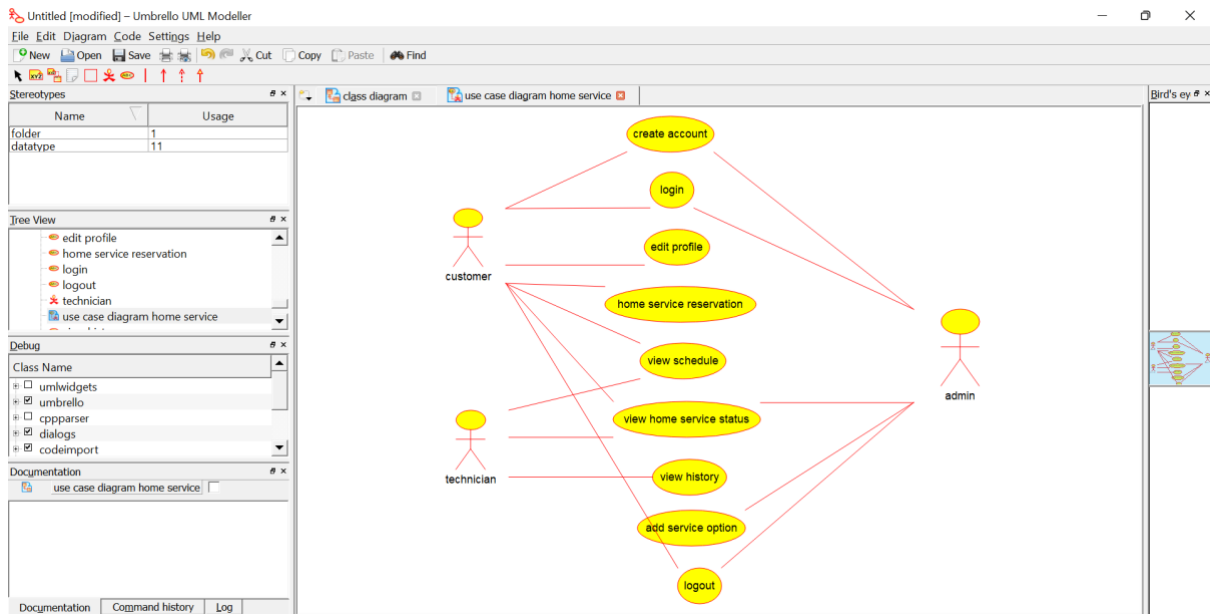 Untitled [modified] – Umbrello UML Modeller
File Edit Diagram Code Settings Help
New Open Save Cut Copy Paste Find
Stereotypes
Name Usage
folder 1
datatype 11
Tree View
edit profile
home service reservation
login
logout
technician
use case diagram home service
Debug
Class Name
umlwidgets
umbrello
cppparser
dialogs
codeimport
Documentation
use case diagram home service
Documentation Command history Log
class diagram use case diagram home service
create account
login
edit profile
home service reservation
view schedule
view home service status
view history
add service option
logout
customer
technician
admin
Bird's ey